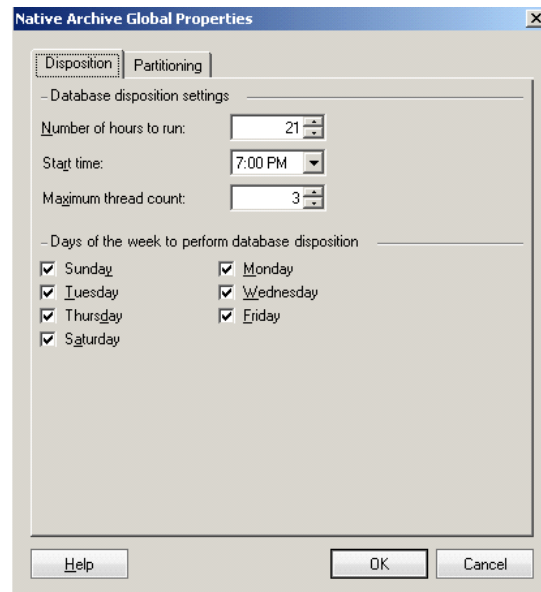 Native Archive Global Properties
Disposition Partitioning
Database disposition settings
Number of hours to run: 21
Start time: 7:00 PM
Maximum thread count: 3
Days of the week to perform database disposition
Sunday Monday
Tuesday Wednesday
Thursday Friday
Saturday
Help OK Cancel